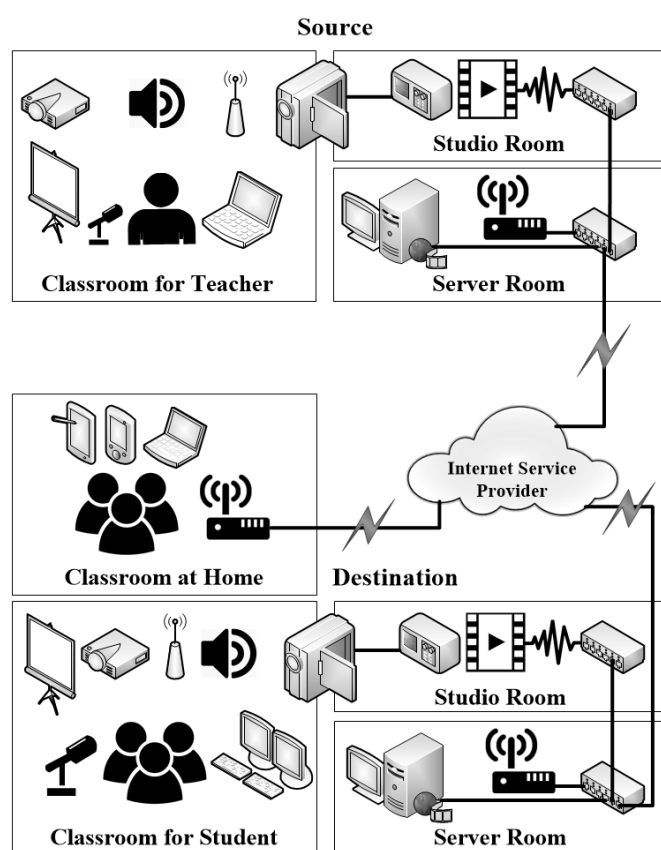 Source
Studio Room
Classroom for Teacher
Server Room
Internet Service
Provider
Classroom at Home
Destination
Studio Room
Classroom for Student
Server Room